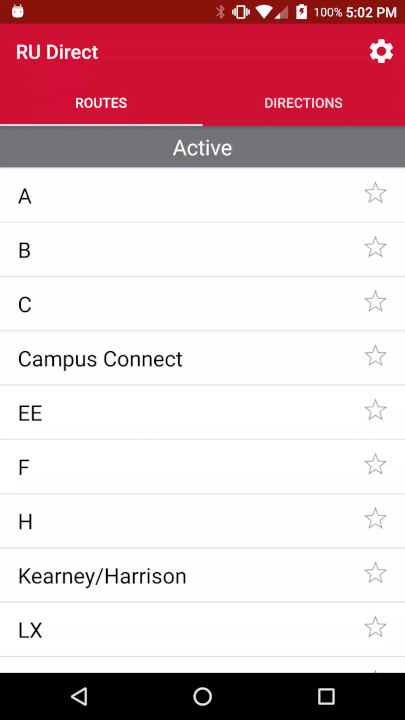 100% 5:02 PM
RU Direct
ROUTES
DIRECTIONS
Active
A
B
C
Campus Connect
EE
F
H
Kearney/Harrison
LX